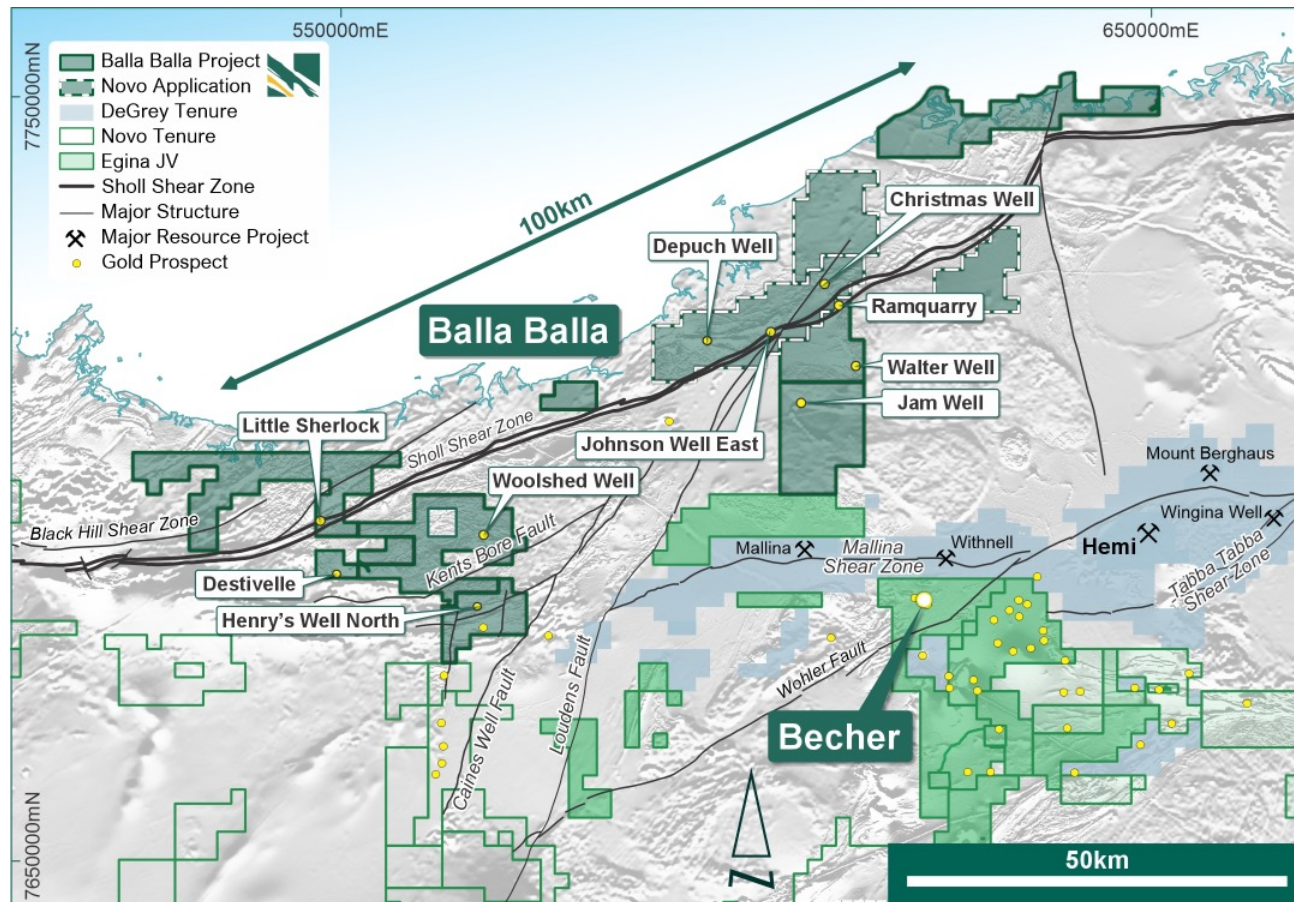 550000mE
650000mE
7750000mN
7650000mN
Balla Balla Project
Novo Application
DeGrey Tenure
Novo Tenure
Egina JV
Sholl Shear Zone
Major Structure
Major Resource Project
Gold Prospect
100km
Christmas Well
Depuch Well
Ramquarry
Balla Balla
Walter Well
Jam Well
Little Sherlock
Sholl Shear Zone
Johnson Well East
Woolshed Well
Mount Berghaus
Black Hill Shear Zone
Kents Bore Fault
Wingina Well
Hemi
Mallina
Mallina
Shear Zone
Withnell
Tabba Tabba
Shear Zone
Destivelle
Henry's Well North
Wohler Fault
Loudens Fault
Caines Well Fault
Becher
N
50km